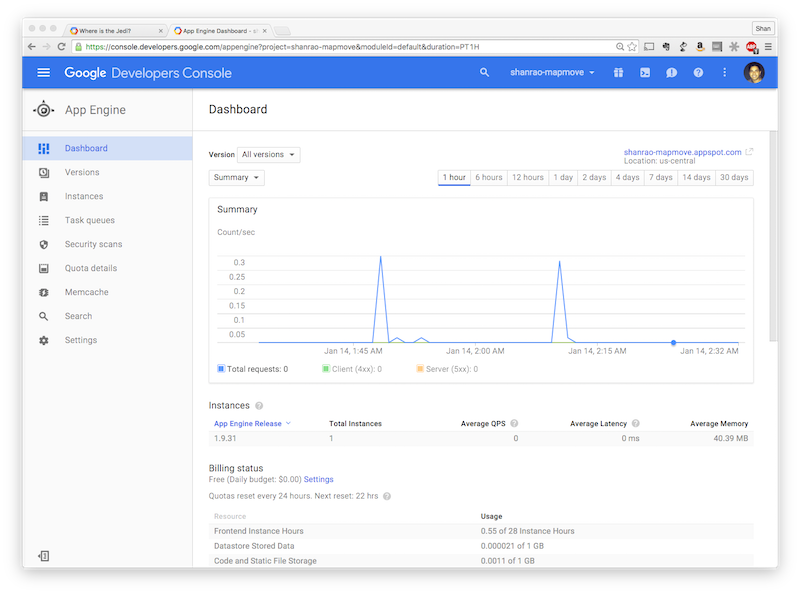 Where is the Jedi?
App Engine Dashboard - s
Shan
https://console.developers.google.com/appengine?project=shanrao-mapmove&moduleId=default&duration=PT1H
Google Developers Console
shanrao-mapmove
App Engine
Dashboard
Versions
Instances
Task queues
Security scans
Quota details
Memcache
Search
Settings
Dashboard
Version All versions
shanrao-mapmove.appspot.com
Location: us-central
Summary
1 hour 6 hours 12 hours 1 day 2 days 4 days 7 days 14 days 30 days
Summary
Count/sec
0.3
0.25
0.2
0.15
0.1
0.05
Jan 14, 1:45 AM Jan 14, 2:00 AM Jan 14, 2:15 AM Jan 14, 2:32 AM
Total requests: 0 Client (4xx): 0 Server (5xx): 0
Instances
App Engine Release Total Instances Average QPS Average Latency Average Memory
1.9.31 1 0 0 ms 40.39 MB
Billing status
Free (Daily budget: $0.00) Settings
Quotas reset every 24 hours. Next reset: 22 hrs
Resource Usage
Frontend Instance Hours 0.55 of 28 Instance Hours
Datastore Stored Data 0.000021 of 1 GB
Code and Static File Storage 0.0011 of 1 GB